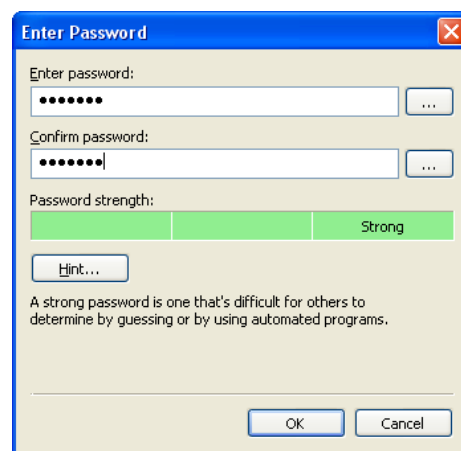 Enter Password
Enter password:
•••••••
...
Confirm password:
•••••••
...
Password strength:
Strong
Hint...
A strong password is one that's difficult for others to
determine by guessing or by using automated programs.
OK
Cancel